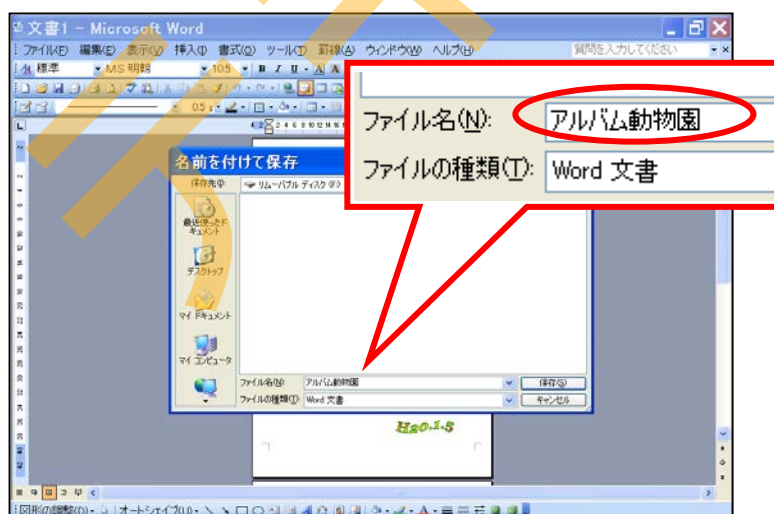 文書1 - Microsoft Word
ファイル(F) 編集(E) 表示(V) 挿入(I) 書式(O) ツール(T) 罫線(A) ウィンドウ(W) ヘルプ(H) 質問を入力してください
標準 MS 明朝 10.5 B I U
0.5
ファイル名(N): アルバム動物園
ファイルの種類(T): Word 文書
名前を付けて保存
保存先(I): リムーバブル ディスク (F:)
最近使ったドキュメント
デスクトップ
マイ ドキュメント
マイ コンピュータ
ファイル名(N): アルバム動物園 保存(S)
ファイルの種類(T): Word 文書 キャンセル
H20.1.5
図形の調整(D) オートシェイプ(U)